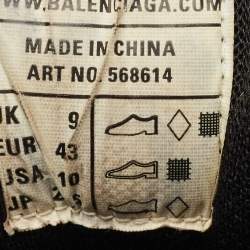 WWW.BALENCIAGA.COM
MADE IN CHINA
ART NO. 568614
UK 9
EUR 43
USA 10
JP